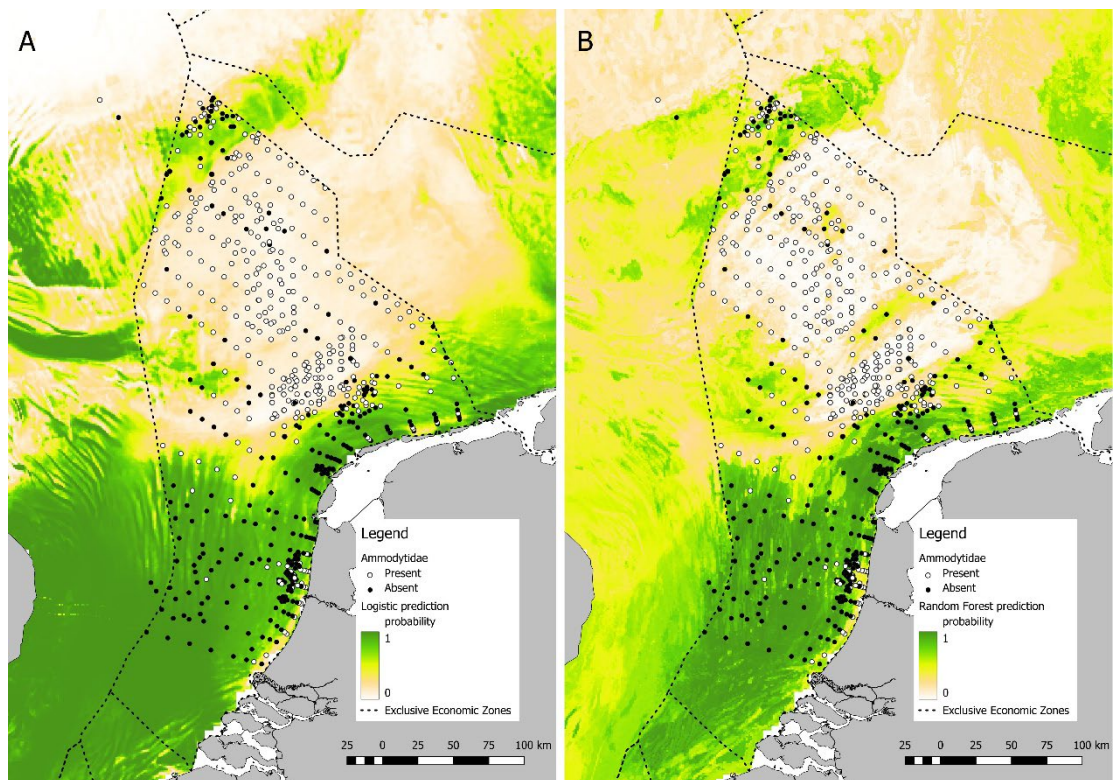 A
Legend
Ammodytidae
Present
Absent
Logistic prediction
probability
1
0
Exclusive Economic Zones
25 0 25 50 75 100 km
B
Legend
Ammodytidae
Present
Absent
Random Forest prediction
probability
1
0
Exclusive Economic Zones
25 0 25 50 75 100 km